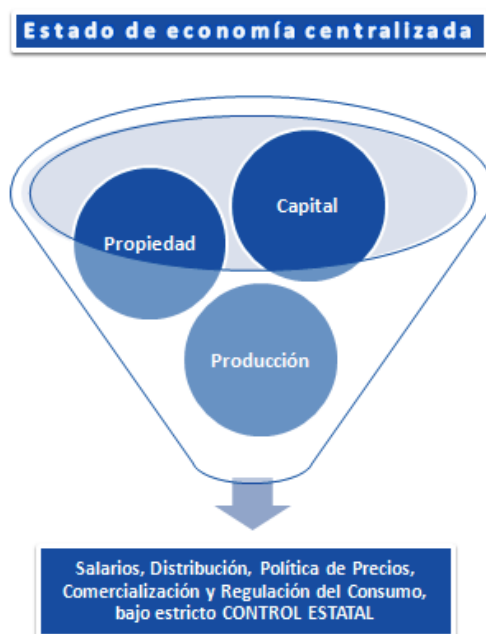 Estado de economía centralizada
Capital
Propiedad
Producción
Salarios, Distribución, Política de Precios,
Comercialización y Regulación del Consumo,
bajo estricto CONTROL ESTATAL